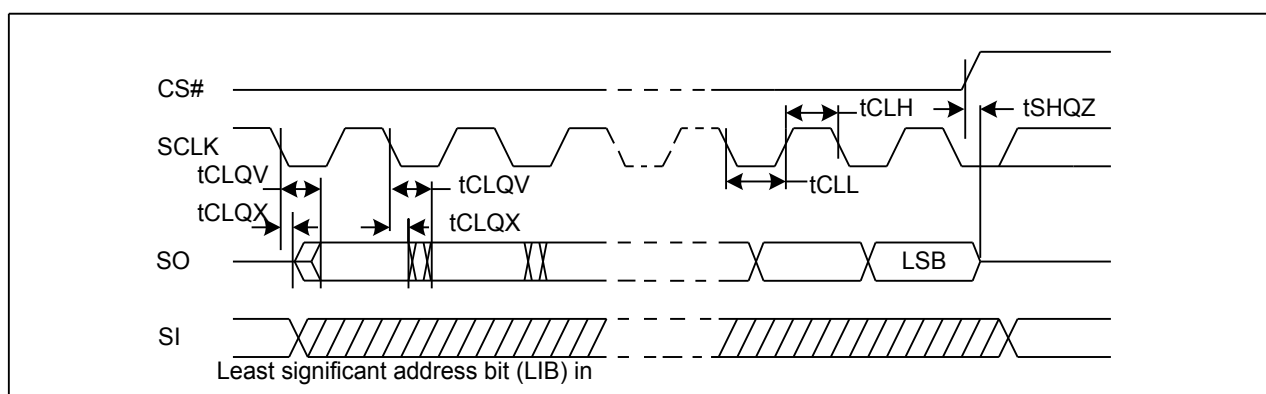 CS#
tCLH
tSHQZ
SCLK
tCLQV
tCLQV
tCLL
tCLQX
tCLQX
SO
LSB
SI
Least significant address bit (LIB) in